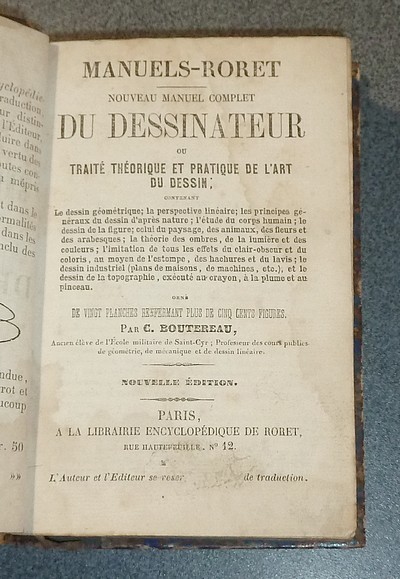 MANUELS-RORET
NOUVEAU MANUEL COMPLET
DU DESSINATEUR
OU
TRAITÉ THÉORIQUE ET PRATIQUE DE L'ART
DU DESSIN;
CONTENANT
Le dessin géométrique; la perspective linéaire; les principes gé-
néraux du dessin d'après nature; l'étude du corps humain; le
dessin de la figure; celui du paysage, des animaux, des fleurs et
des arabesques; la théorie des ombres, de la lumière et des
couleurs; l'imitation de tous les effets du clair-obscur et du
coloris, au moyen de l'estompe, des hachures et du lavis; le
dessin industriel (plans de maisons, de machines, etc.), et le
dessin de la topographie, exécuté au crayon, à la plume et au
pinceau.
ORNÉ
DE VINGT PLANCHES RENFERMANT PLUS DE CINQ CENTS FIGURES.
PAR C. BOUTEREAU,
Ancien élève de l'École militaire de Saint-Cyr; Professeur des cours publics
de géométrie, de mécanique et de dessin linéaire.
NOUVELLE ÉDITION.
PARIS,
A LA LIBRAIRIE ENCYCLOPÉDIQUE DE RORET,
RUE HAUTEFEUILLE, Nº 12.
L'Auteur et l'Editeur se réser de traduction.